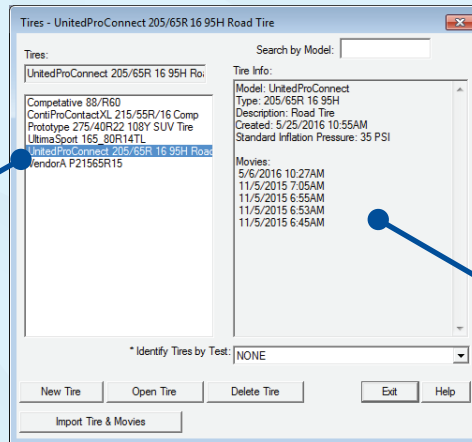 Tires - UnitedProConnect 205/65R 16 95H Road Tire
Tires:
Search by Model:
UnitedProConnect 205/65R 16 95H Roa
Competative 88/R60
ContiProContactXL 215/55R/16 Comp
Prototype 275/40R22 108Y SUV Tire
UltimaSport 165_80R14TL
UnitedProConnect 205/65R 16 95H Road
VendorA P21565R15
Tire Info:
Model: UnitedProConnect
Type: 205/65R 16 95H
Description: Road Tire
Created: 5/25/2016 10:55AM
Standard Inflation Pressure: 35 PSI
Movies:
5/6/2016 10:27AM
11/5/2015 7:05AM
11/5/2015 6:55AM
11/5/2015 6:53AM
11/5/2015 6:45AM
* Identify Tires by Test:
NONE
New Tire
Open Tire
Delete Tire
Exit
Help
Import Tire & Movies